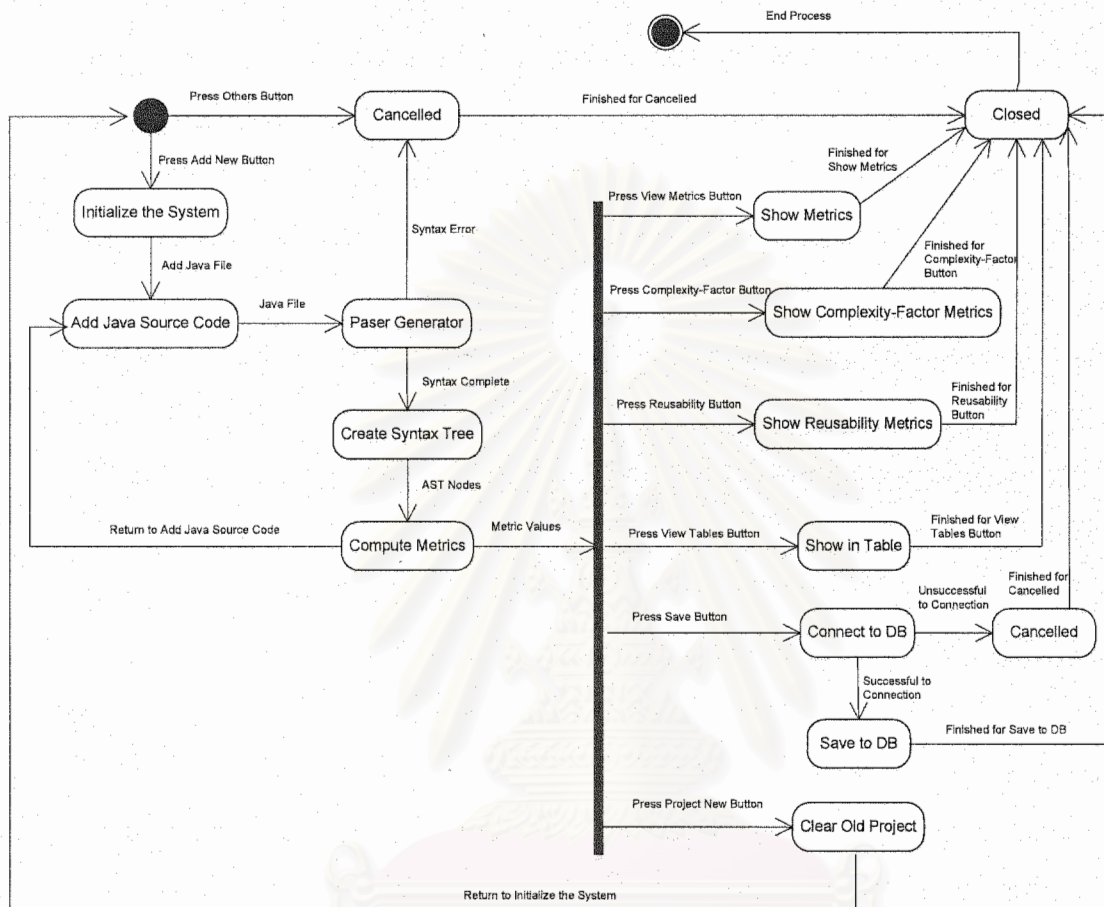 End Process
Press Others Button
Cancelled
Finished for Cancelled
Closed
Press Add New Button
Finished for
Show Metrics
Initialize the System
Press View Metrics Button
Show Metrics
Syntax Error
Add Java File
Finished for
Complexity-Factor
Button
Press Complexity-Factor Button
Add Java Source Code
Java File
Paser Generator
Show Complexity-Factor Metrics
Syntax Complete
Finished for
Reusability
Button
Press Reusability Button
Create Syntax Tree
Show Reusability Metrics
AST Nodes
Return to Add Java Source Code
Compute Metrics
Metric Values
Press View Tables Button
Show in Table
Finished for View
Tables Button
Unsuccessful
to Connection
Finished for
Cancelled
Press Save Button
Connect to DB
Cancelled
Successful to
Connection
Save to DB
Finished for Save to DB
Press Project New Button
Clear Old Project
Return to Initialize the System